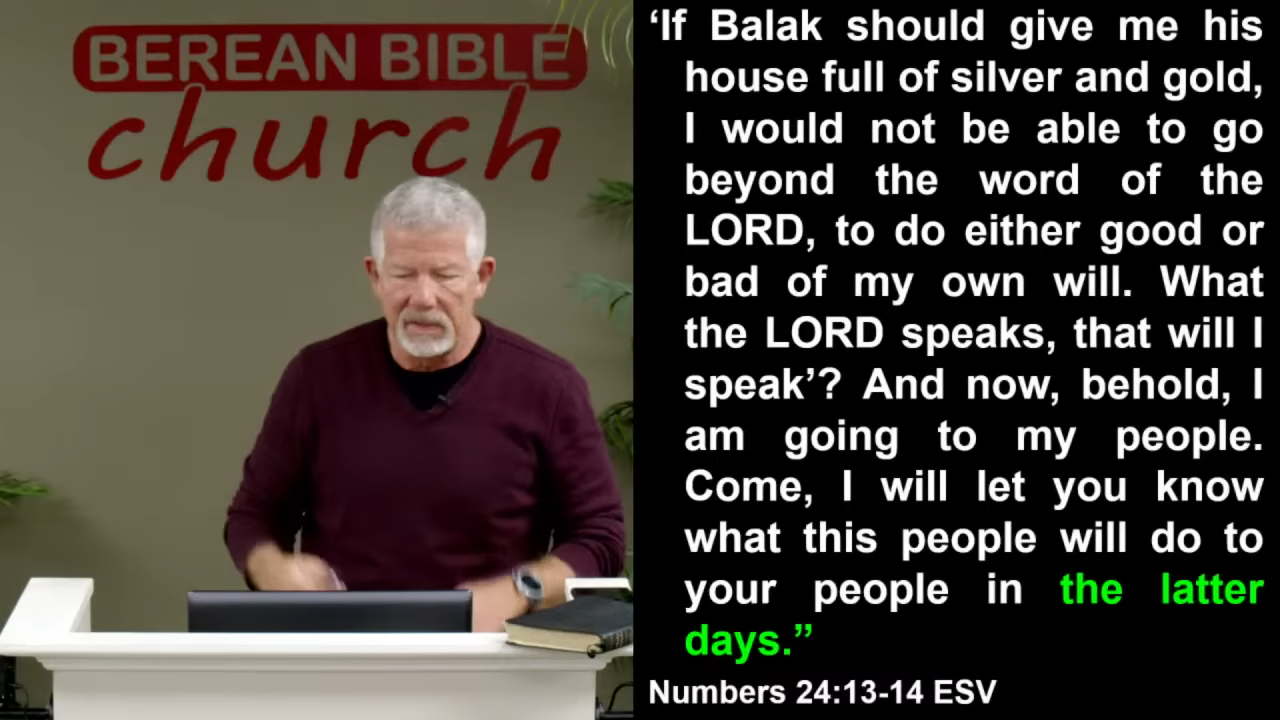 BEREAN BIBLE
church
‘If Balak should give me his
house full of silver and gold,
I would not be able to go
beyond the word of the
LORD, to do either good or
bad of my own will. What
the LORD speaks, that will I
speak’? And now, behold, I
am going to my people.
Come, I will let you know
what this people will do to
your people in the latter
days.”
Numbers 24:13-14 ESV